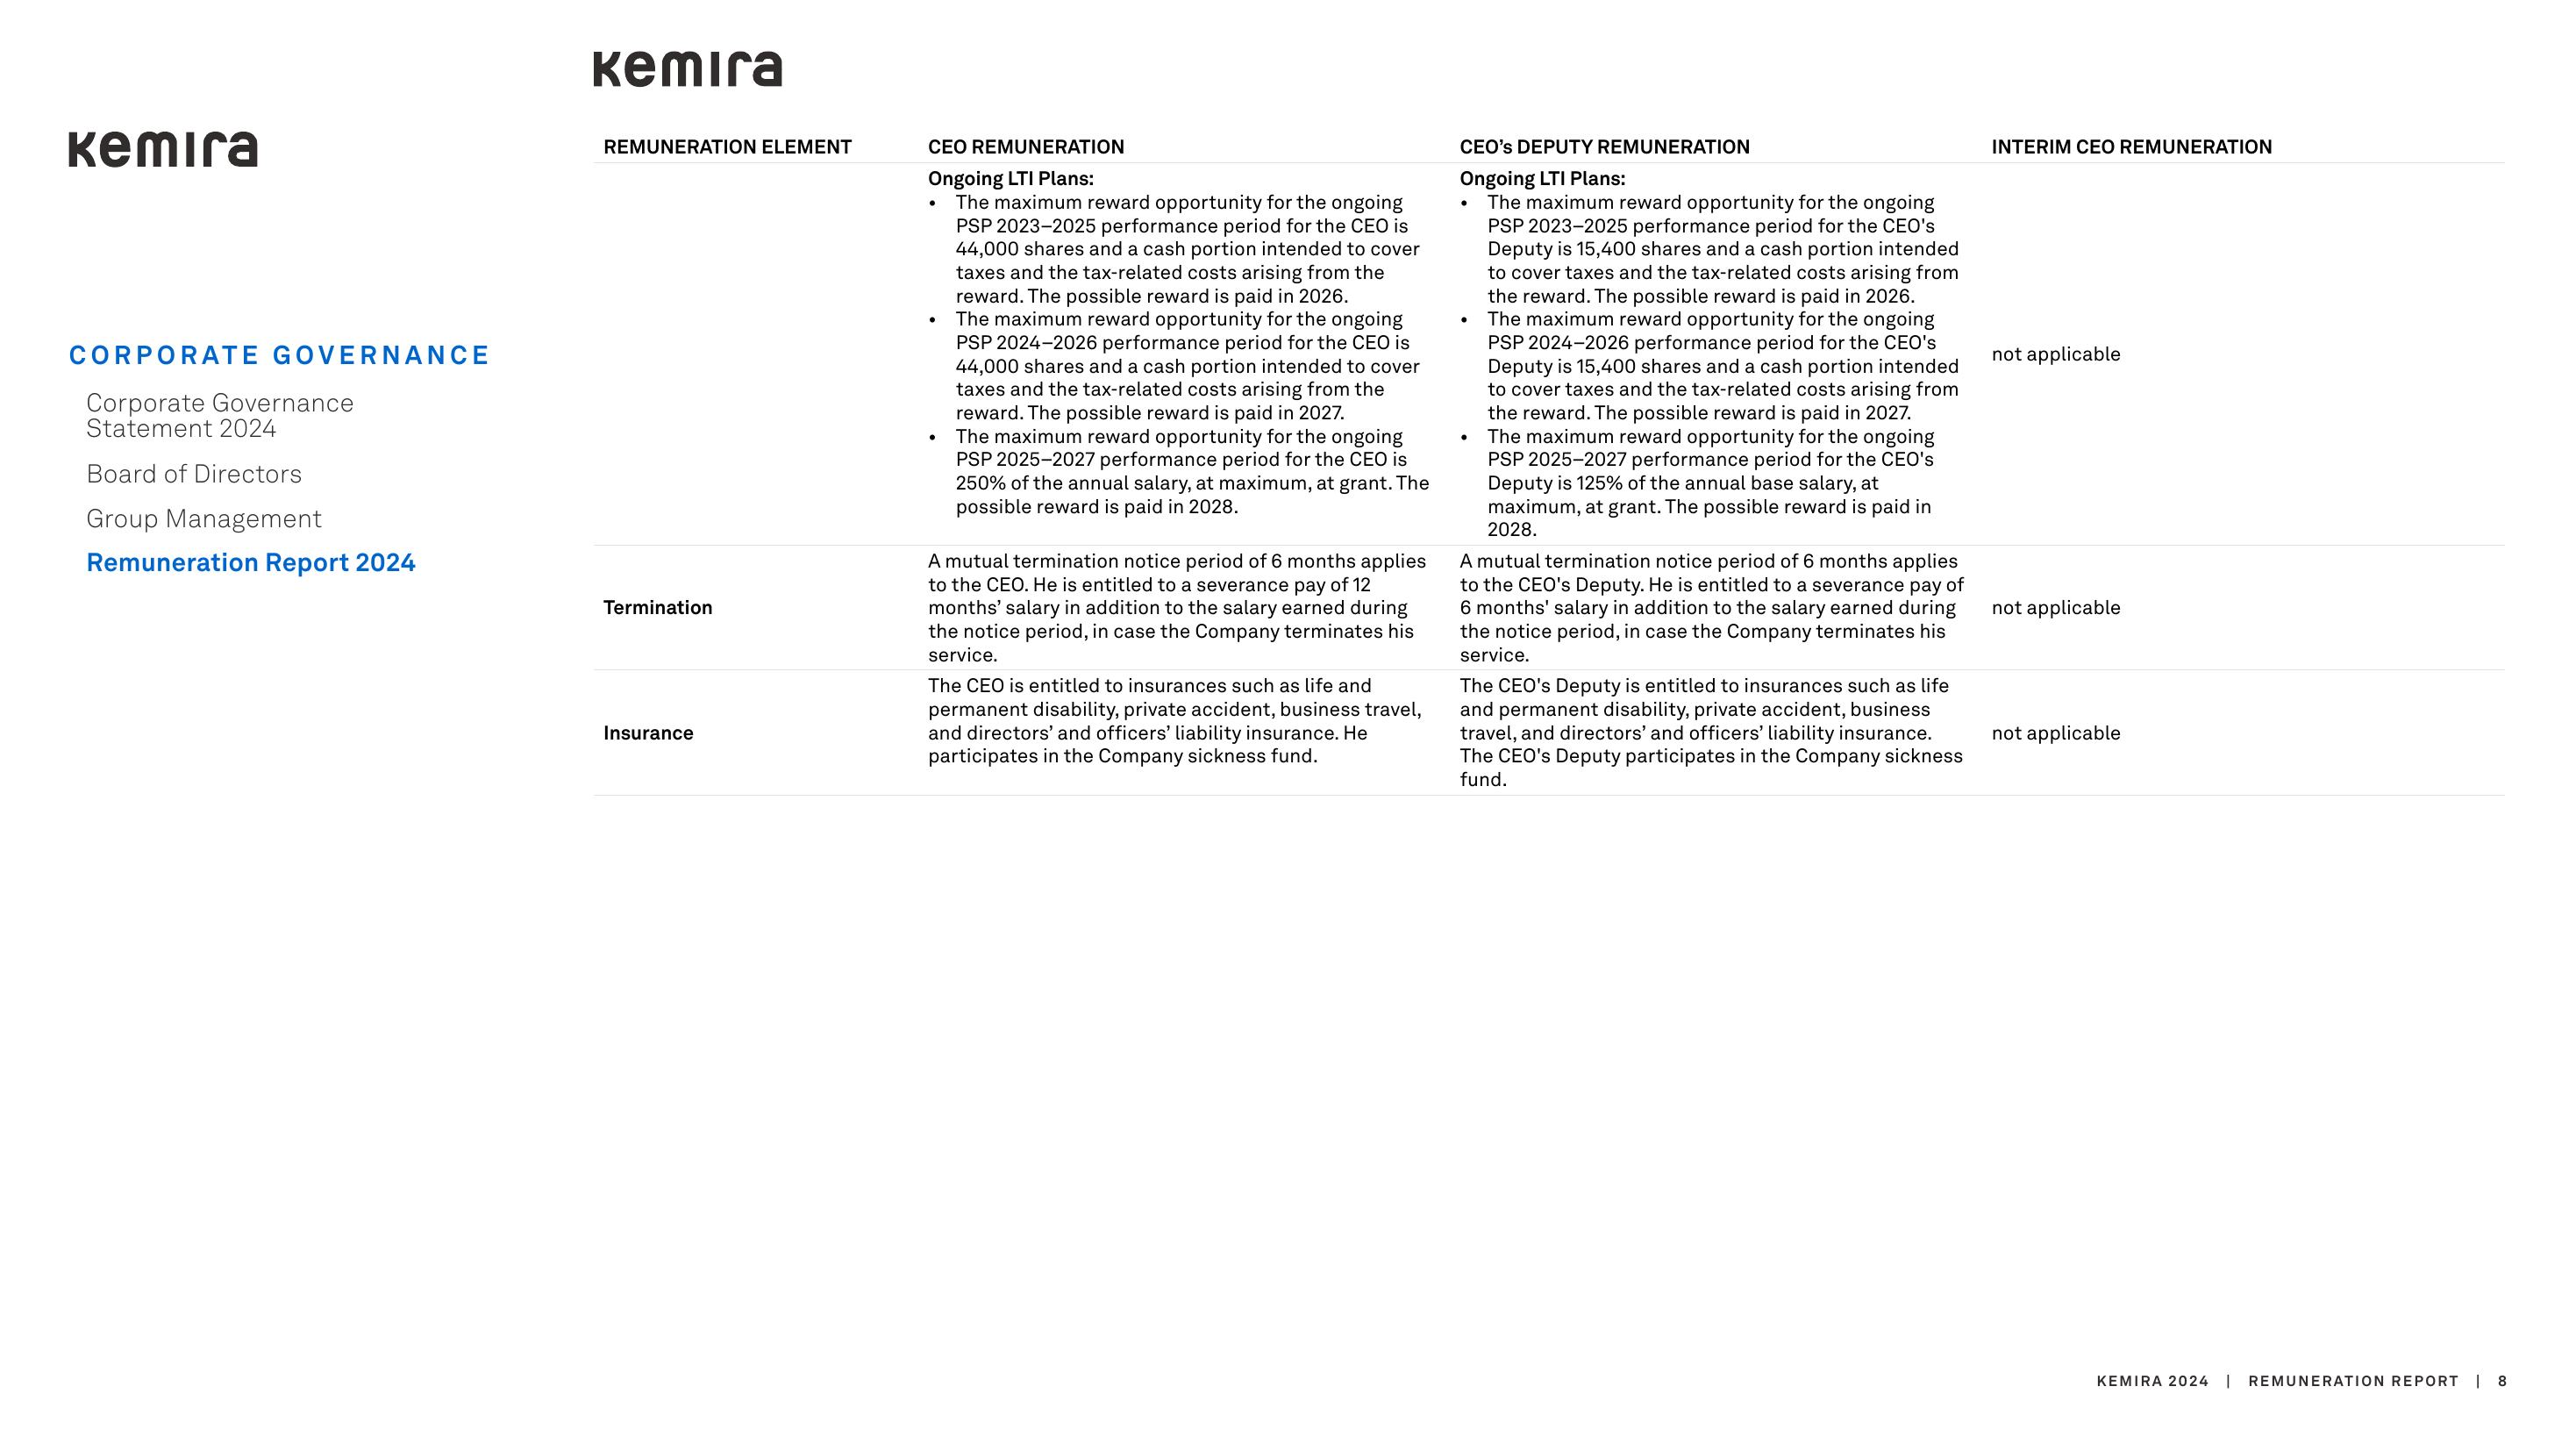 kemira
kemira
CORPORATE GOVERNANCE
Corporate Governance
Statement 2024
Board of Directors
Group Management
Remuneration Report 2024
REMUNERATION ELEMENT
CEO REMUNERATION
CEO’s DEPUTY REMUNERATION
INTERIM CEO REMUNERATION
Ongoing LTI Plans:
• The maximum reward opportunity for the ongoing
PSP 2023–2025 performance period for the CEO is
44,000 shares and a cash portion intended to cover
taxes and the tax-related costs arising from the
reward. The possible reward is paid in 2026.
• The maximum reward opportunity for the ongoing
PSP 2024–2026 performance period for the CEO is
44,000 shares and a cash portion intended to cover
taxes and the tax-related costs arising from the
reward. The possible reward is paid in 2027.
• The maximum reward opportunity for the ongoing
PSP 2025–2027 performance period for the CEO is
250% of the annual salary, at maximum, at grant. The
possible reward is paid in 2028.
Ongoing LTI Plans:
• The maximum reward opportunity for the ongoing
PSP 2023–2025 performance period for the CEO's
Deputy is 15,400 shares and a cash portion intended
to cover taxes and the tax-related costs arising from
the reward. The possible reward is paid in 2026.
• The maximum reward opportunity for the ongoing
PSP 2024–2026 performance period for the CEO's
Deputy is 15,400 shares and a cash portion intended
to cover taxes and the tax-related costs arising from
the reward. The possible reward is paid in 2027.
• The maximum reward opportunity for the ongoing
PSP 2025–2027 performance period for the CEO's
Deputy is 125% of the annual base salary, at
maximum, at grant. The possible reward is paid in
2028.
not applicable
Termination
A mutual termination notice period of 6 months applies
to the CEO. He is entitled to a severance pay of 12
months’ salary in addition to the salary earned during
the notice period, in case the Company terminates his
service.
A mutual termination notice period of 6 months applies
to the CEO's Deputy. He is entitled to a severance pay of
6 months' salary in addition to the salary earned during
the notice period, in case the Company terminates his
service.
not applicable
Insurance
The CEO is entitled to insurances such as life and
permanent disability, private accident, business travel,
and directors’ and officers’ liability insurance. He
participates in the Company sickness fund.
The CEO's Deputy is entitled to insurances such as life
and permanent disability, private accident, business
travel, and directors’ and officers’ liability insurance.
The CEO's Deputy participates in the Company sickness
fund.
not applicable
KEMIRA 2024 | REMUNERATION REPORT | 8